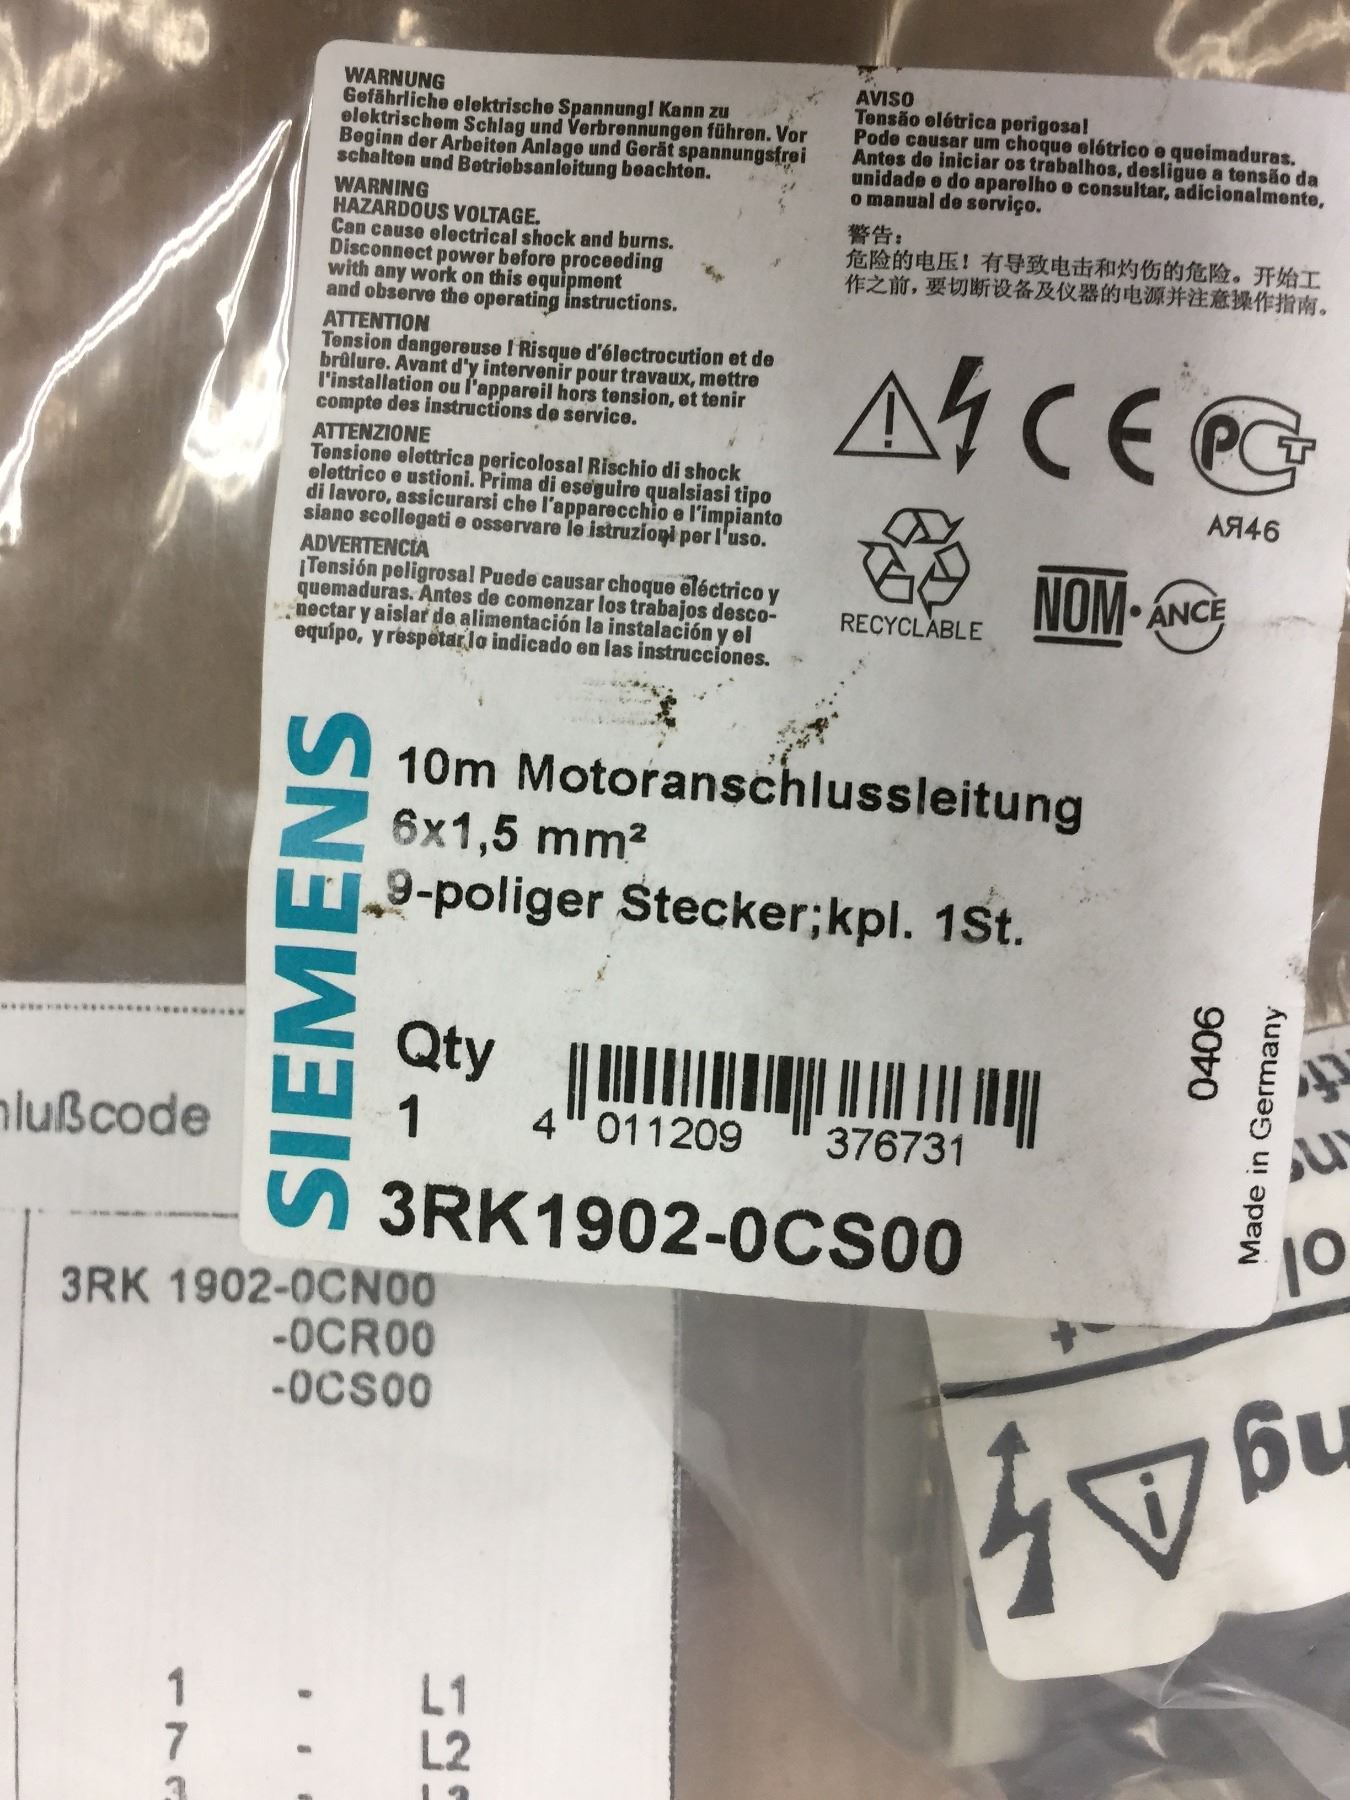 WARNUNG
Gefährliche elektrische Spannung! Kann zu
elektrischem Schlag und Verbrennungen führen. Vor
Beginn der Arbeiten Anlage und Gerät spannungsfrei
schalten und Betriebsanleitung beachten.
WARNING
HAZARDOUS VOLTAGE.
Can cause electrical shock and burns.
Disconnect power before proceeding
with any work on this equipment
and observe the operating instructions.
ATTENTION
Tension dangereuse ! Risque d'électrocution et de
brûlure. Avant d'y intervenir pour travaux, mettre
l'installation ou l'appareil hors tension, et tenir
compte des instructions de service.
ATTENZIONE
Tensione elettrica pericolosa! Rischio di shock
elettrico e ustioni. Prima di eseguire qualsiasi tipo
di lavoro, assicurarsi che l'apparecchio e l'impianto
siano scollegati e osservare le istruzioni per l'uso.
ADVERTENCIA
¡Tensión peligrosa! Puede causar choque eléctrico y
quemaduras. Antes de comenzar los trabajos desco-
nectar y aislar de alimentación la instalación y el
equipo, y respetar lo indicado en las instrucciones.
AVISO
Tensão elétrica perigosa!
Pode causar um choque elétrico e queimaduras.
Antes de iniciar os trabalhos, desligue a tensão da
unidade e do aparelho e consultar, adicionalmente,
o manual de serviço.
警告:
危险的电压！有导致电击和灼伤的危险。开始工
作之前,要切断设备及仪器的电源并注意操作指南。
CE
PCT
АЯ46
RECYCLABLE
NOM·ANCE
SIEMENS
10m Motoranschlussleitung
6x1,5 mm²
9-poliger Stecker;kpl. 1St.
Qty
1
4 011209 376731
3RK1902-0CS00
0406
Made in Germany
lußcode
3RK 1902-0CN00
-0CR00
-0CS00
1 - L1
7 - L2
3 - L3
ng